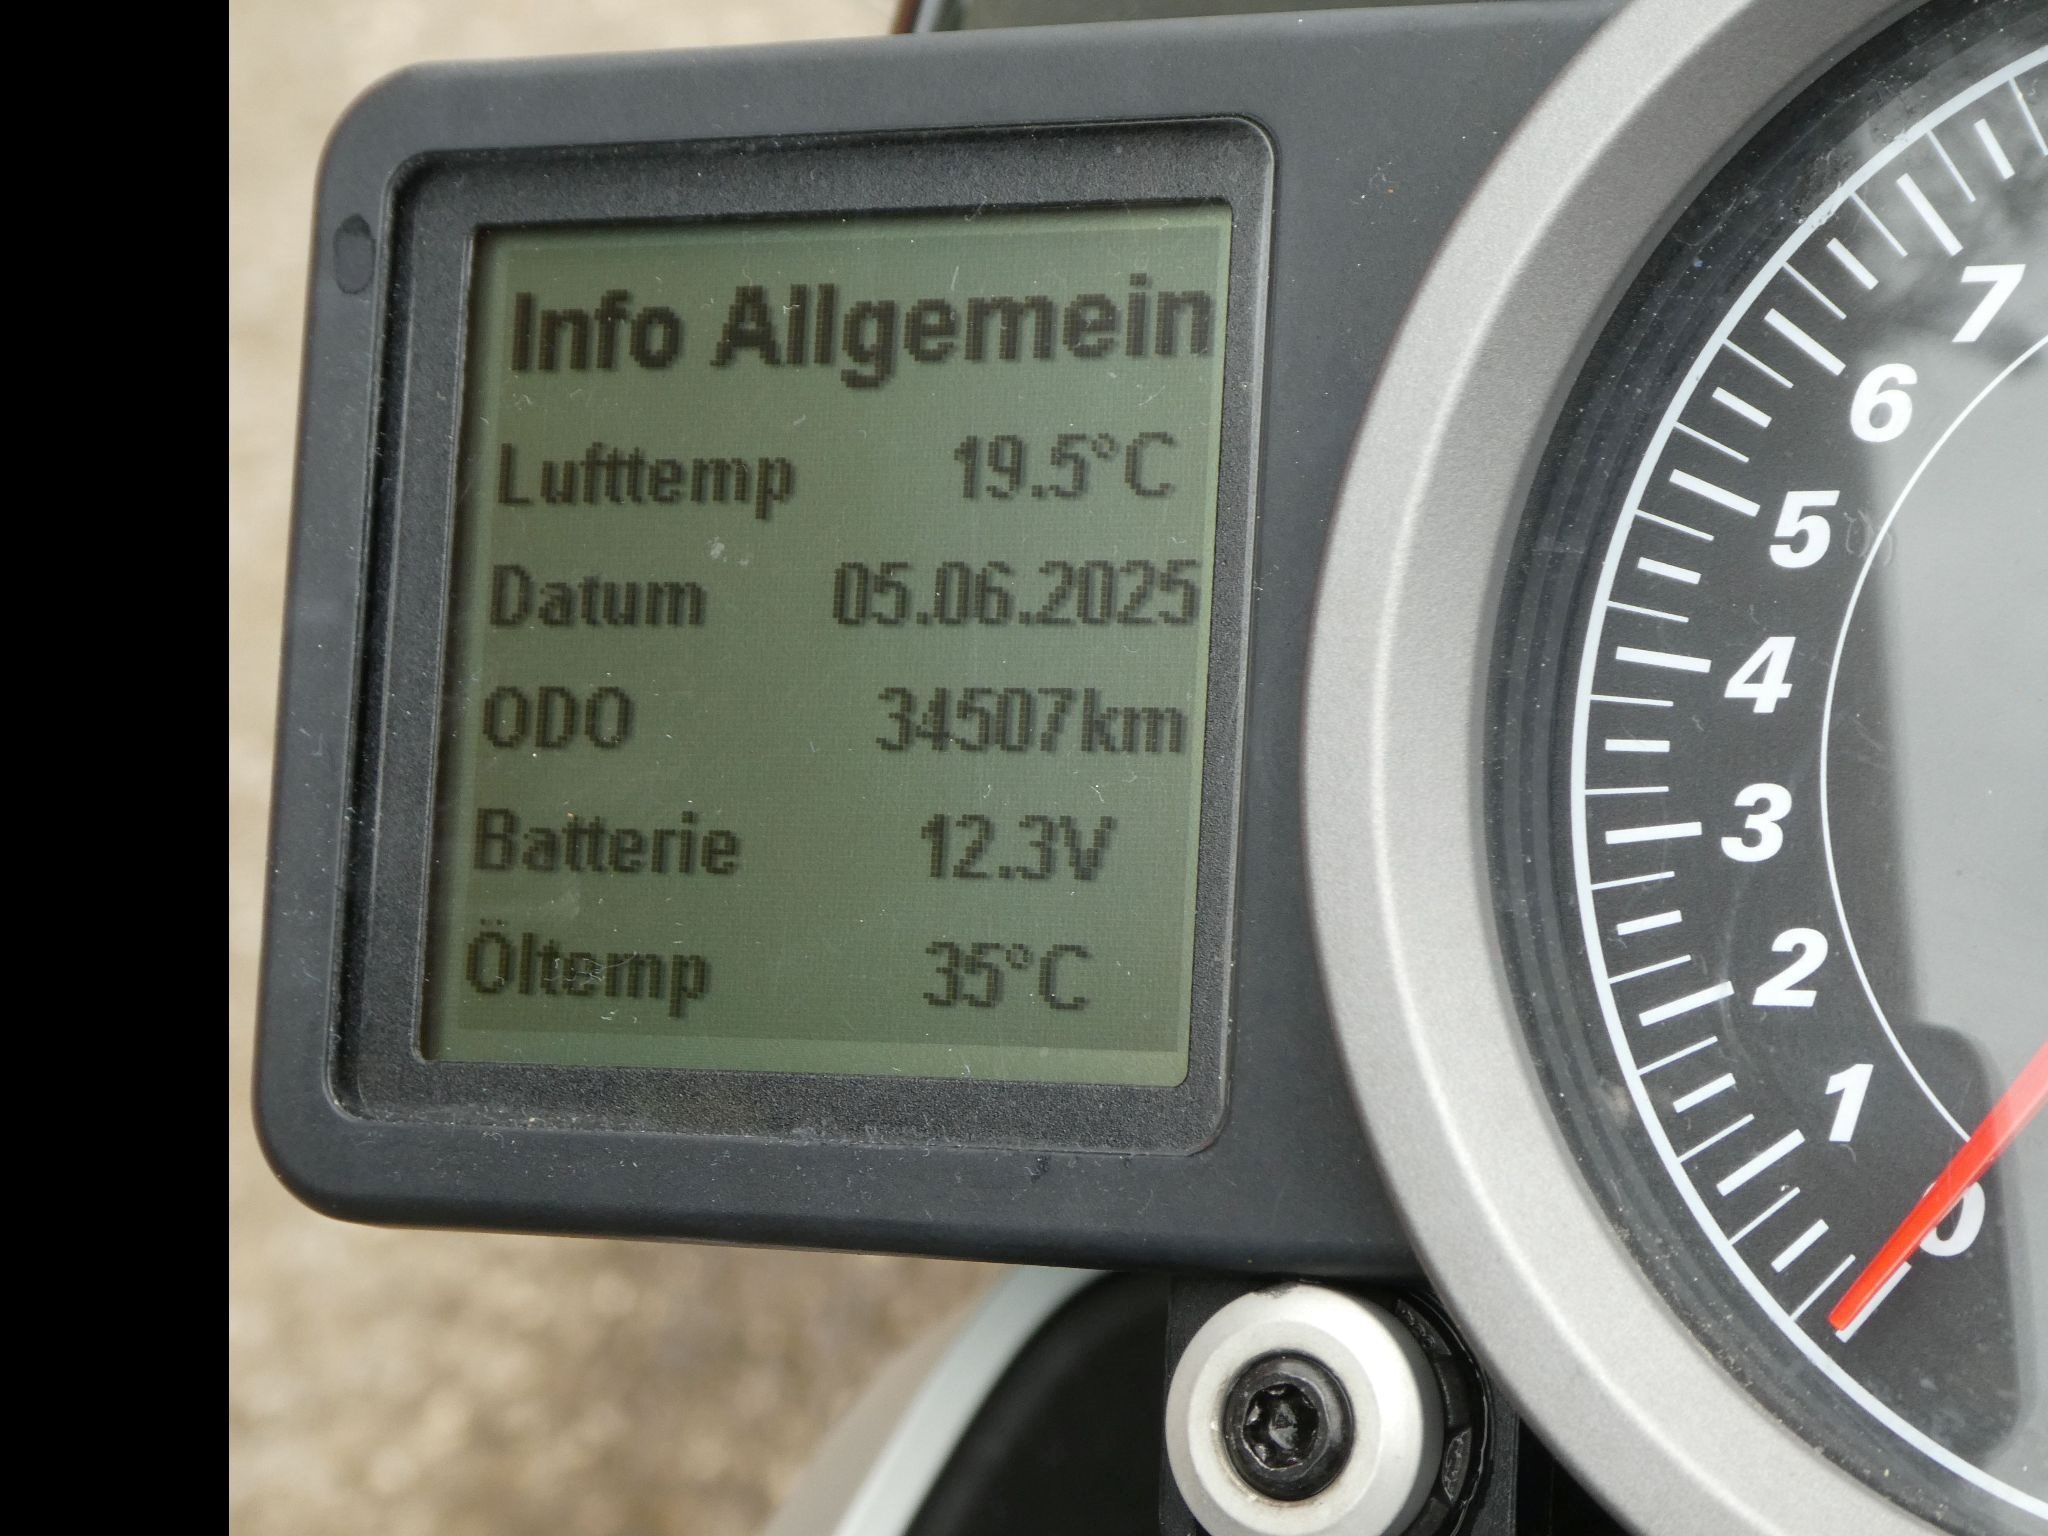 Info Allgemein
Lufttemp 19.5°C
Datum 05.06.2025
ODO 34507km
Batterie 12.3V
Öltemp 35°C
7
6
5
4
3
2
1
0